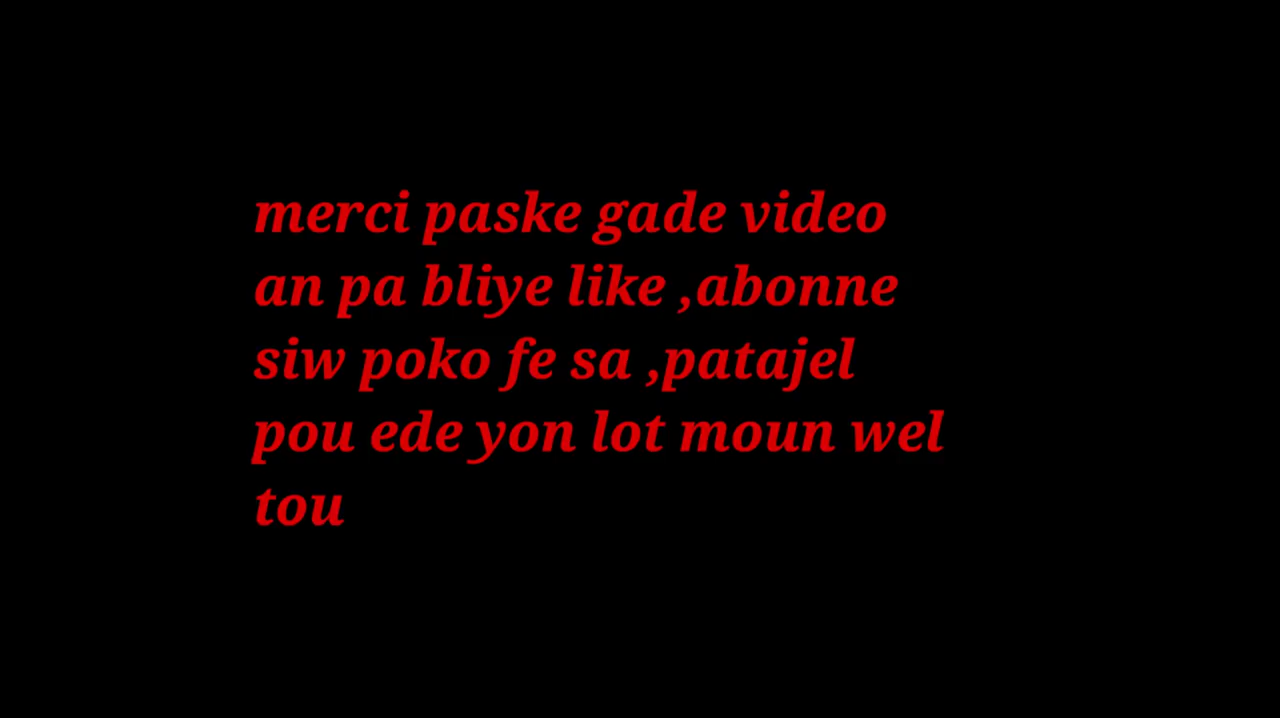 merci paske gade video
an pa bliye like ,abonne
siw poko fe sa ,patajel
pou ede yon lot moun wel
tou